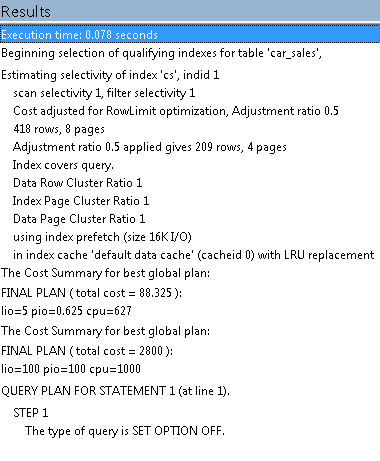 Results
Execution time: 0.078 seconds
Beginning selection of qualifying indexes for table 'car_sales',
Estimating selectivity of index 'cs', indid 1
scan selectivity 1, filter selectivity 1
Cost adjusted for RowLimit optimization, Adjustment ratio 0.5
418 rows, 8 pages
Adjustment ratio 0.5 applied gives 209 rows, 4 pages
Index covers query.
Data Row Cluster Ratio 1
Index Page Cluster Ratio 1
Data Page Cluster Ratio 1
using index prefetch (size 16K I/O)
in index cache 'default data cache' (cacheid 0) with LRU replacement
The Cost Summary for best global plan:
FINAL PLAN ( total cost = 88.325 ):
lio=5 pio=0.625 cpu=627
The Cost Summary for best global plan:
FINAL PLAN ( total cost = 2800 ):
lio=100 pio=100 cpu=1000
QUERY PLAN FOR STATEMENT 1 (at line 1).
STEP 1
The type of query is SET OPTION OFF.